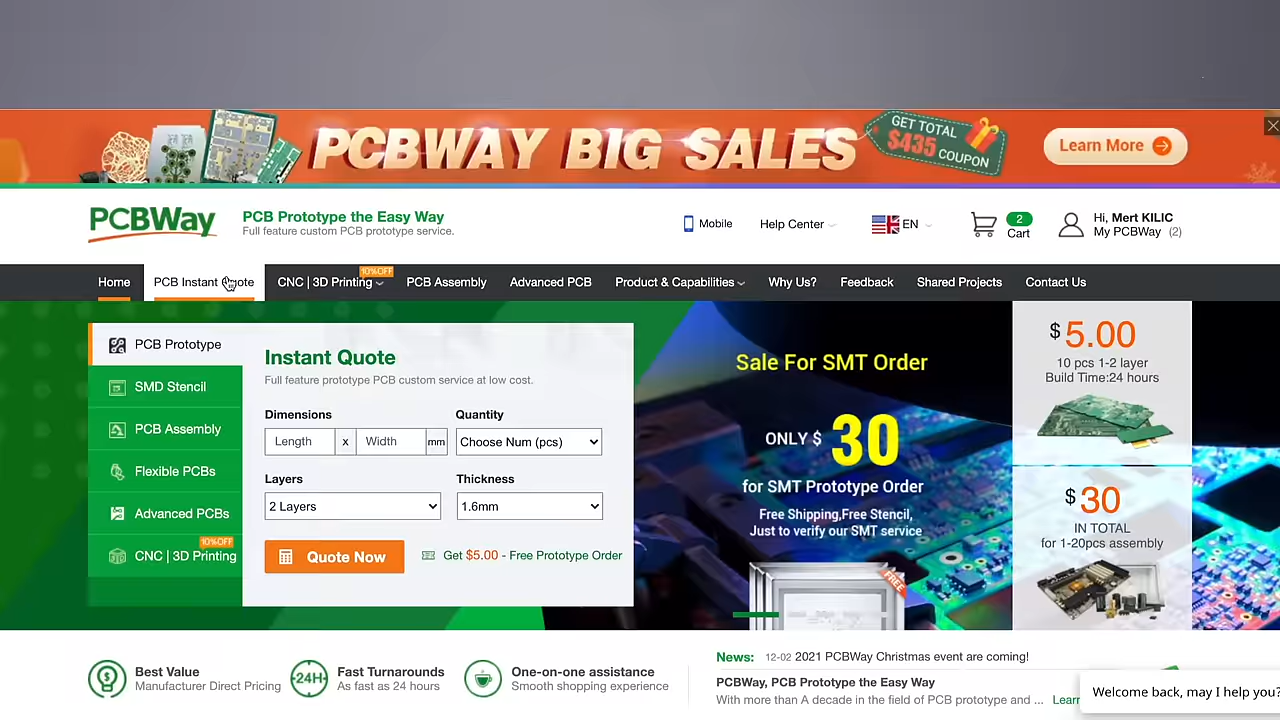 PCBWAY BIG SALES
GET TOTAL
$435
COUPON
Learn More
PCBWay
PCB Prototype the Easy Way
Full feature custom PCB prototype service.
Mobile
Help Center
EN
2
Cart
Hi, Mert KILIC
My PCBWay (2)
Home
PCB Instant Quote
CNC | 3D Printing
10%OFF
PCB Assembly
Advanced PCB
Product & Capabilities
Why Us?
Feedback
Shared Projects
Contact Us
PCB Prototype
SMD Stencil
PCB Assembly
Flexible PCBs
Advanced PCBs
10%OFF
CNC | 3D Printing
Instant Quote
Full feature prototype PCB custom service at low cost.
Dimensions
Quantity
Length x Width mm
Choose Num (pcs)
Layers
Thickness
2 Layers
1.6mm
Quote Now
Get $5.00 - Free Prototype Order
Sale For SMT Order
ONLY $ 30
for SMT Prototype Order
Free Shipping,Free Stencil,
Just to verify our SMT service
FREE
$ 5.00
10 pcs 1-2 layer
Build Time:24 hours
$ 30
IN TOTAL
for 1-20pcs assembly
Best Value
Manufacturer Direct Pricing
24H
Fast Turnarounds
As fast as 24 hours
One-on-one assistance
Smooth shopping experience
News: 12-02 2021 PCBWay Christmas event are coming!
PCBWay, PCB Prototype the Easy Way
With more than A decade in the field of PCB prototype and ... Learn
Welcome back, may I help you?